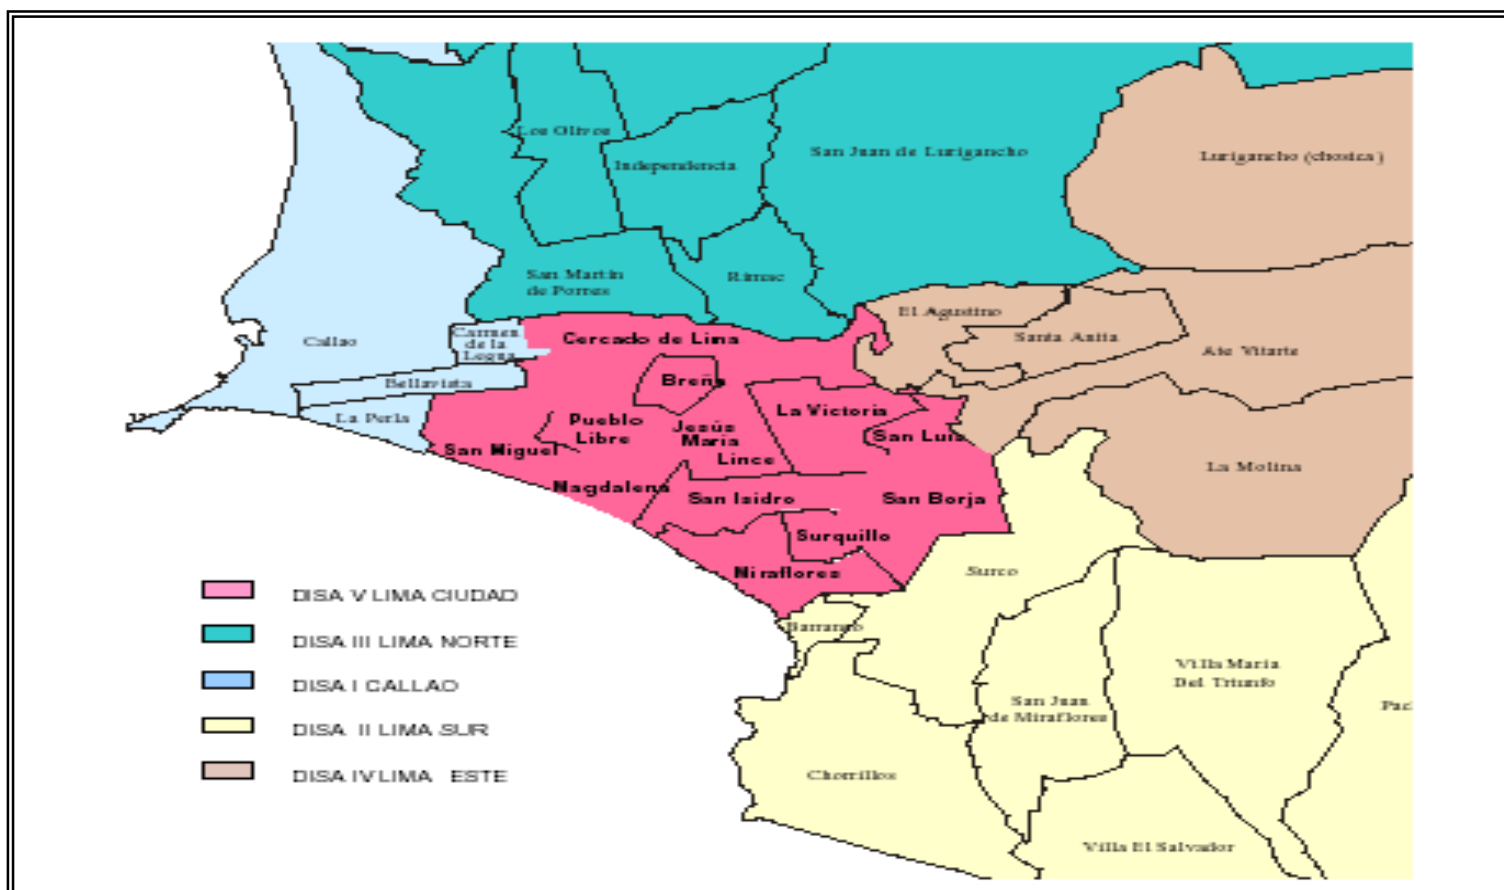 Los Olivos
Independencia
San Juan de Lurigancho
Lurigancho (chosica)
San Martin
de Porres
Rimac
El Agustino
Santa Anita
Ate Vitarte
Callao
Carmen
de la
Legua
Cercado de Lima
Bellavista
Breña
La Perla
Pueblo
Libre
Jesús
María
La Victoria
San Luis
San Miguel
Lince
La Molina
Magdalena
San Isidro
San Borja
Surquillo
Miraflores
Surco
Barranco
Villa Maria
Del Triunfo
San Juan
de Miraflores
Pac
Chorrillos
Villa El Salvador
DISA V LIMA CIUDAD
DISA III LIMA NORTE
DISA I CALLAO
DISA II LIMA SUR
DISA IV LIMA ESTE